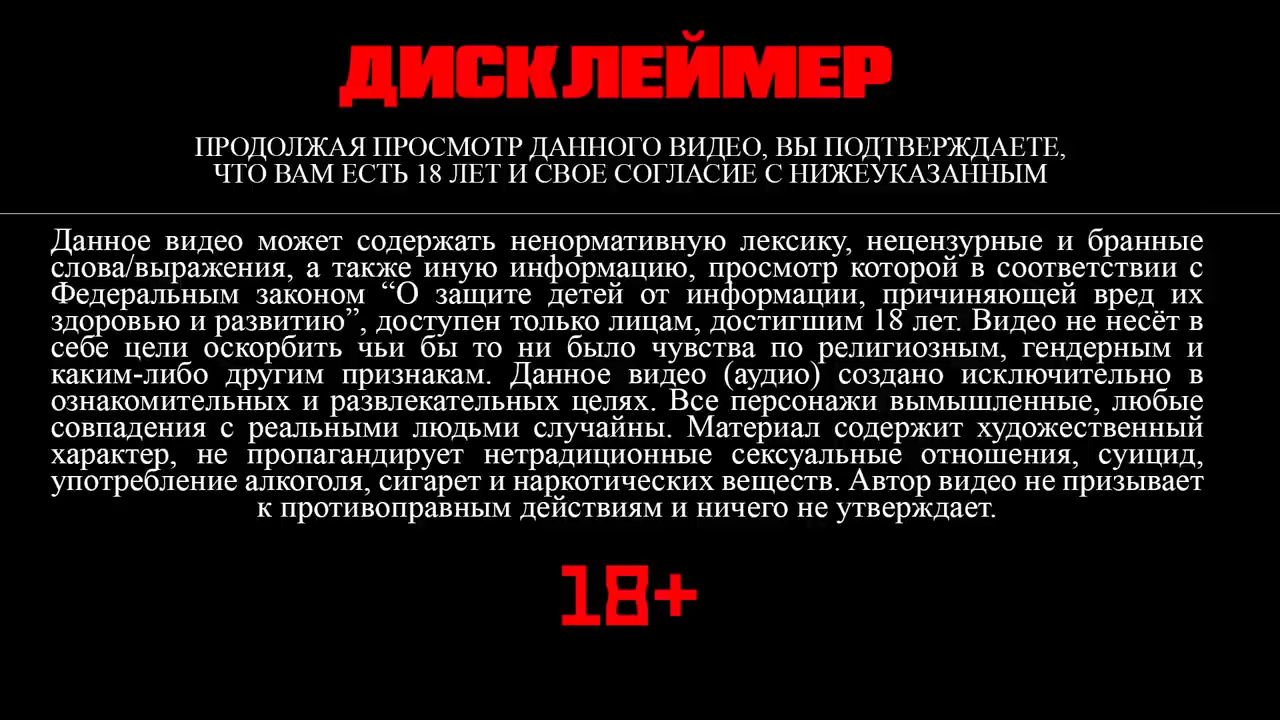 ДИСКЛЕЙМЕР
ПРОДОЛЖАЯ ПРОСМОТР ДАННОГО ВИДЕО, ВЫ ПОДТВЕРЖДАЕТЕ,
ЧТО ВАМ ЕСТЬ 18 ЛЕТ И СВОЕ СОГЛАСИЕ С НИЖЕУКАЗАННЫМ
Данное видео может содержать ненормативную лексику, нецензурные и бранные
слова/выражения, а также иную информацию, просмотр которой в соответствии с
Федеральным законом “О защите детей от информации, причиняющей вред их
здоровью и развитию”, доступен только лицам, достигшим 18 лет. Видео не несёт в
себе цели оскорбить чьи бы то ни было чувства по религиозным, гендерным и
каким-либо другим признакам. Данное видео (аудио) создано исключительно в
ознакомительных и развлекательных целях. Все персонажи вымышленные, любые
совпадения с реальными людьми случайны. Материал содержит художественный
характер, не пропагандирует нетрадиционные сексуальные отношения, суицид,
употребление алкоголя, сигарет и наркотических веществ. Автор видео не призывает
к противоправным действиям и ничего не утверждает.
18+